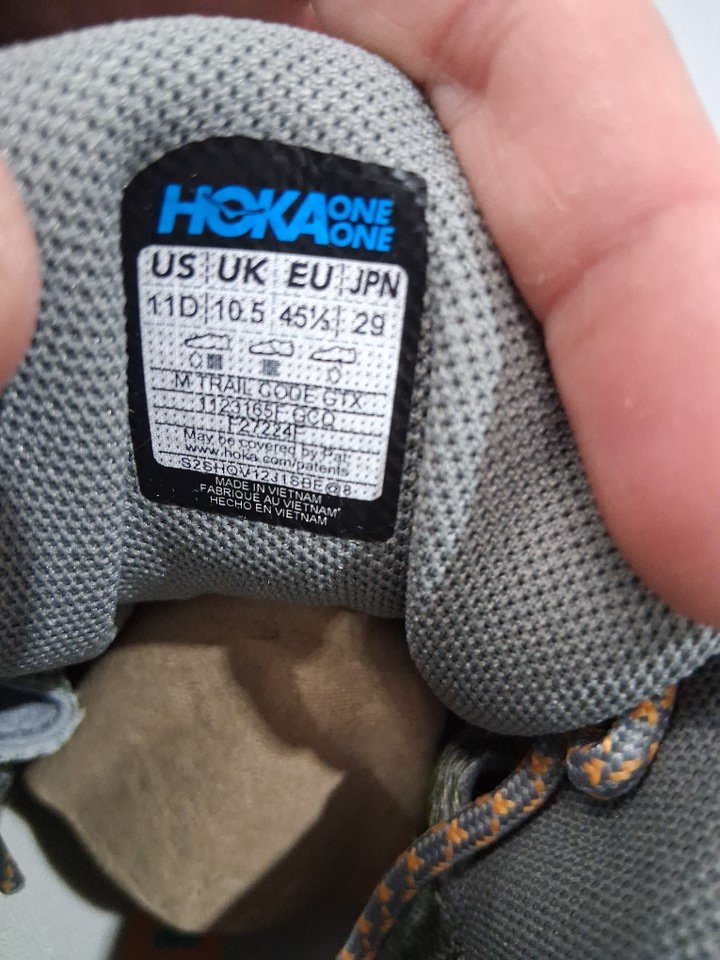 HOKA ONE ONE
US UK EU JPN
11D 10.5 45⅓ 29
M TRAIL CODE GTX
1123165F GCQ
F27224F
May be covered by Pat.
www.hoka.com/patents
MADE IN VIETNAM
FABRIQUE AU VIETNAM
HECHO EN VIETNAM